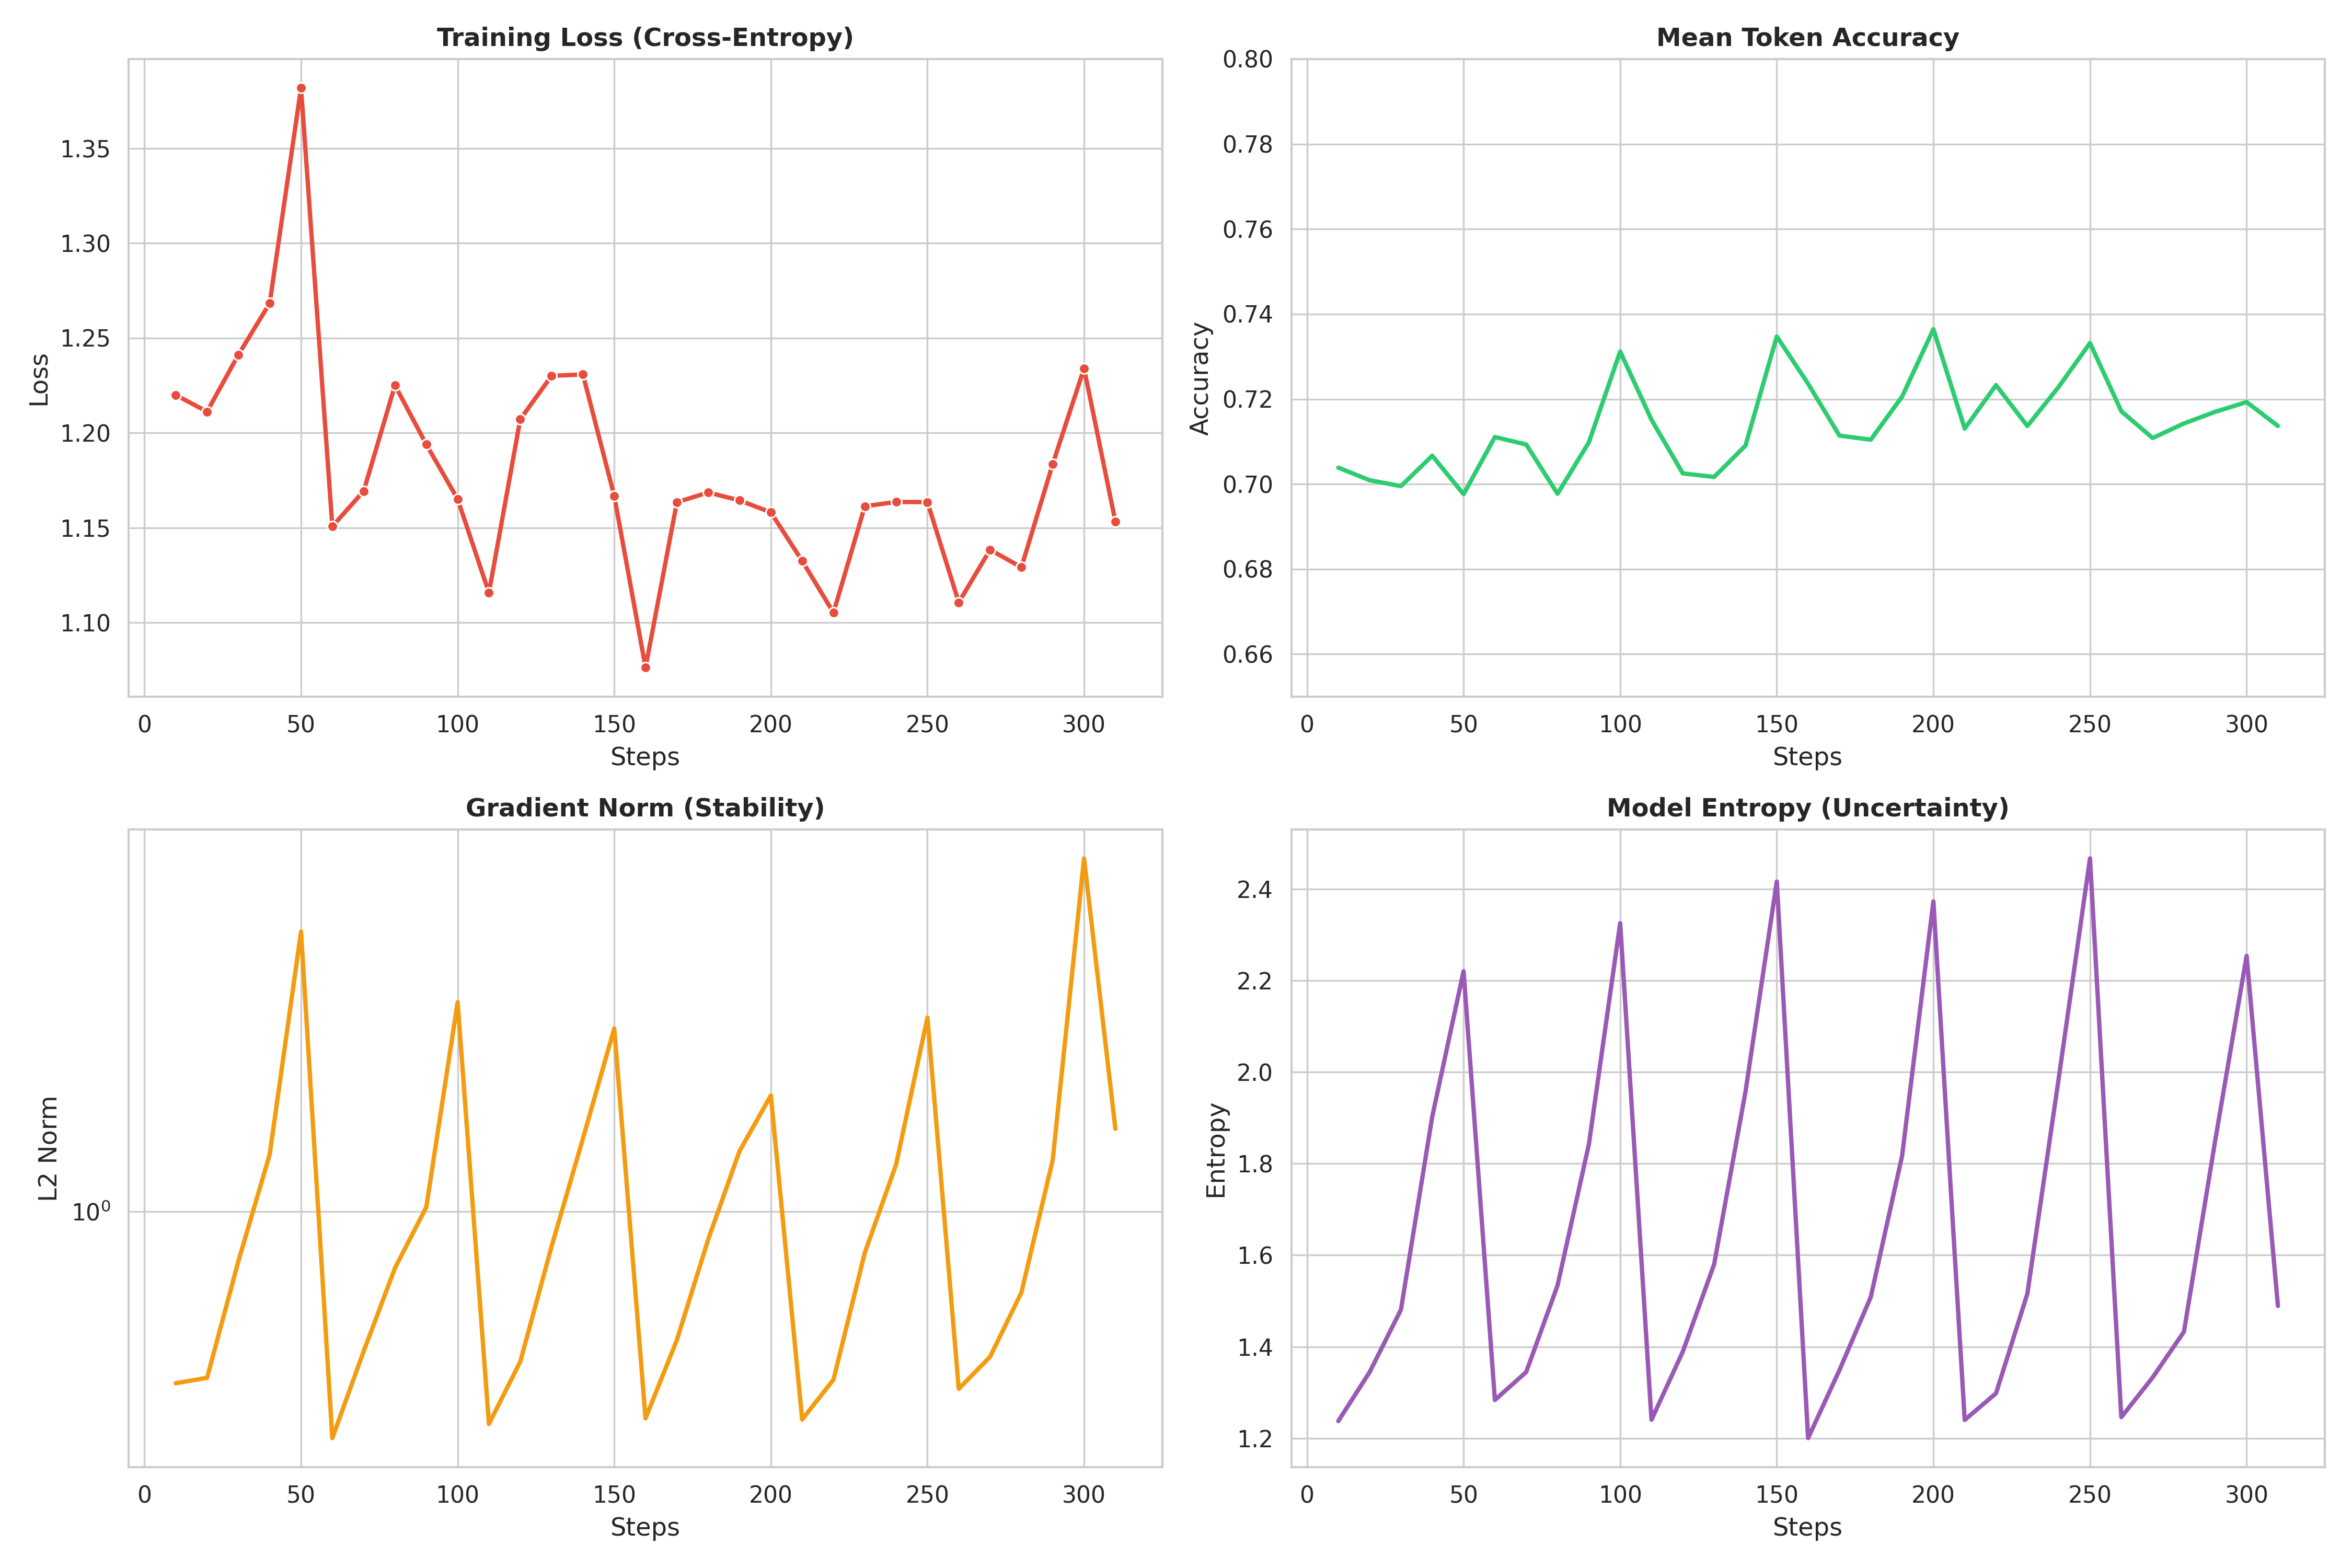 Training Loss (Cross-Entropy)
Loss
1.35
1.30
1.25
1.20
1.15
1.10
0 50 100 150 200 250 300
Steps
Mean Token Accuracy
Accuracy
0.80
0.78
0.76
0.74
0.72
0.70
0.68
0.66
0 50 100 150 200 250 300
Steps
Gradient Norm (Stability)
L2 Norm
10⁰
0 50 100 150 200 250 300
Steps
Model Entropy (Uncertainty)
Entropy
2.4
2.2
2.0
1.8
1.6
1.4
1.2
0 50 100 150 200 250 300
Steps